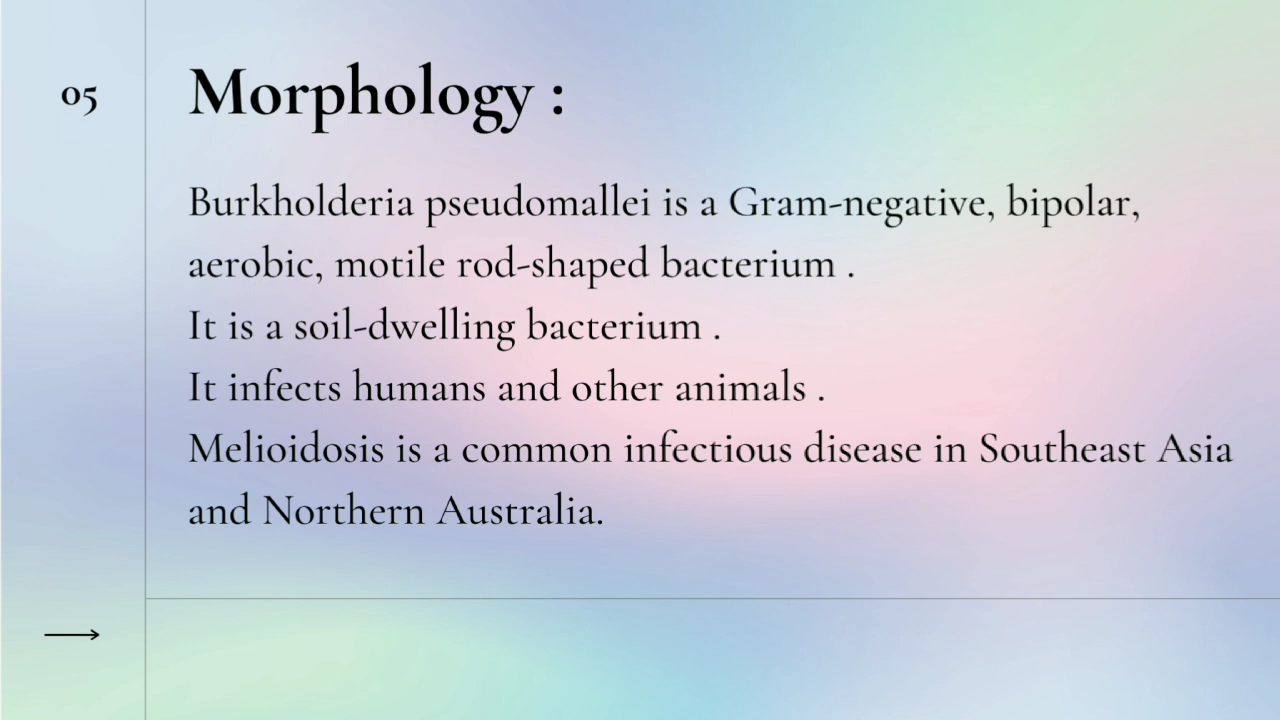 05
Morphology :
Burkholderia pseudomallei is a Gram-negative, bipolar,
aerobic, motile rod-shaped bacterium .
It is a soil-dwelling bacterium .
It infects humans and other animals .
Melioidosis is a common infectious disease in Southeast Asia
and Northern Australia.